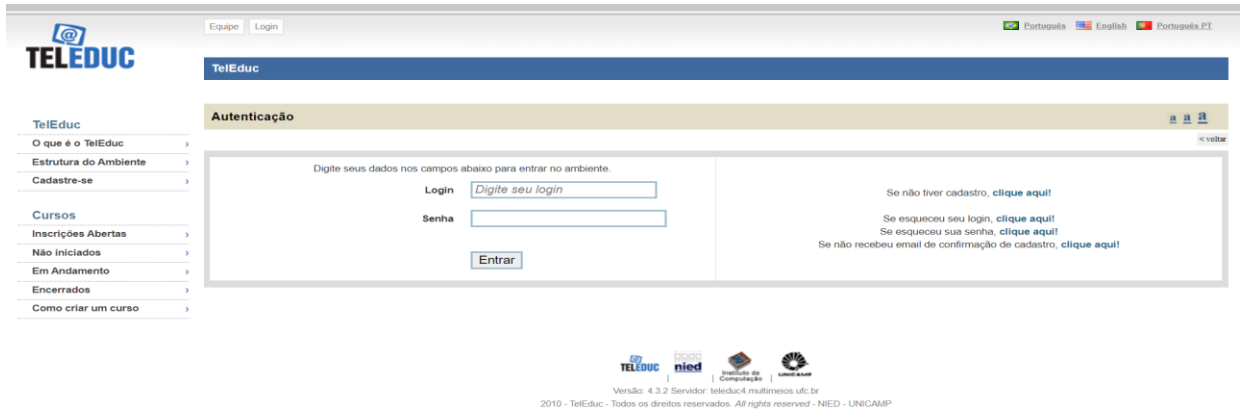 Equipe Login
Português English Português PT
@
TELEDUC
TelEduc
Autenticação
a a a
< voltar
TelEduc
O que é o TelEduc
Estrutura do Ambiente
Cadastre-se
Cursos
Inscrições Abertas
Não iniciados
Em Andamento
Encerrados
Como criar um curso
Digite seus dados nos campos abaixo para entrar no ambiente.
Login Digite seu login
Senha
Entrar
Se não tiver cadastro, clique aqui!
Se esqueceu seu login, clique aqui!
Se esqueceu sua senha, clique aqui!
Se não recebeu email de confirmação de cadastro, clique aqui!
TELEDUC | nied | Instituto de Computação | UNICAMP
Versão: 4.3.2 Servidor: teleduc4.multimeios.ufc.br
2010 - TelEduc - Todos os direitos reservados. All rights reserved - NIED - UNICAMP